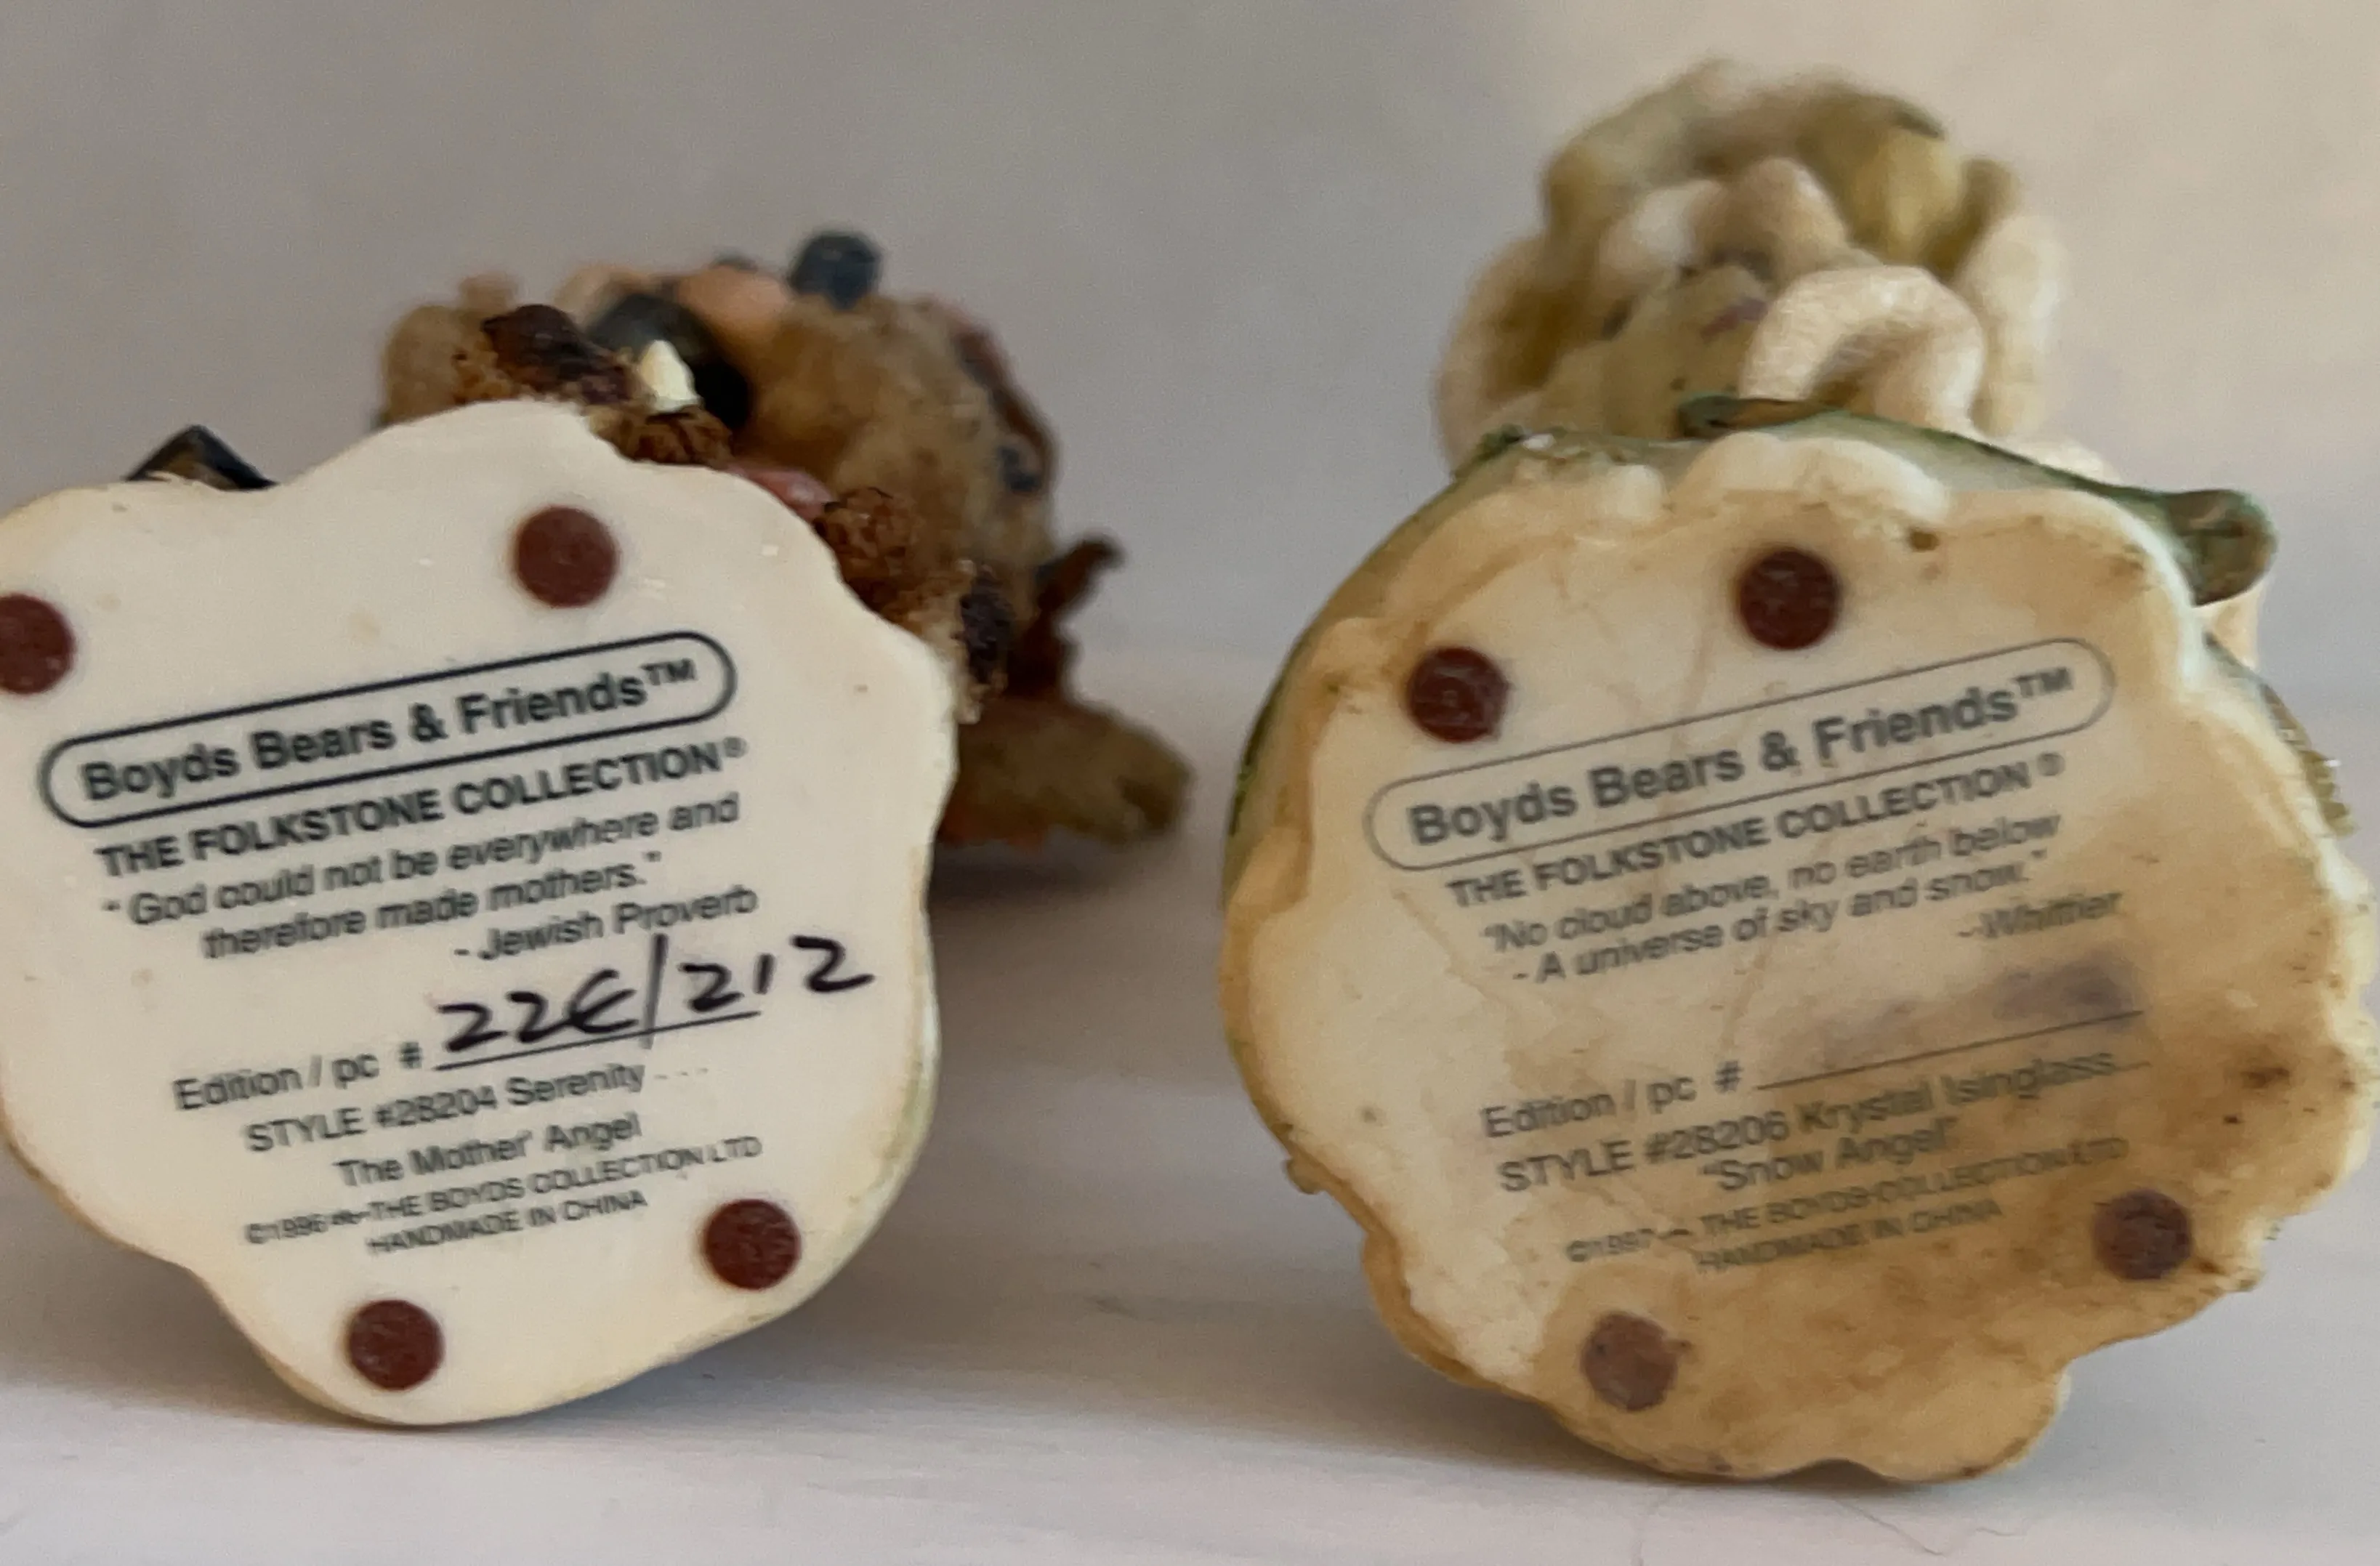 Boyds Bears & Friends™
THE FOLKSTONE COLLECTION®
"God could not be everywhere and
therefore made mothers."
- Jewish Proverb
Edition / pc # 22E/212
STYLE #28204 Serenity - - -
The Mother' Angel
©1996 THE BOYDS COLLECTION LTD
HANDMADE IN CHINA
Boyds Bears & Friends™
THE FOLKSTONE COLLECTION ®
"No cloud above, no earth below
- A universe of sky and snow."
-Whittier
Edition / pc #
STYLE #28206 Krystal Isinglass...
"Snow Angel"
©1997 THE BOYDS COLLECTION LTD
HANDMADE IN CHINA